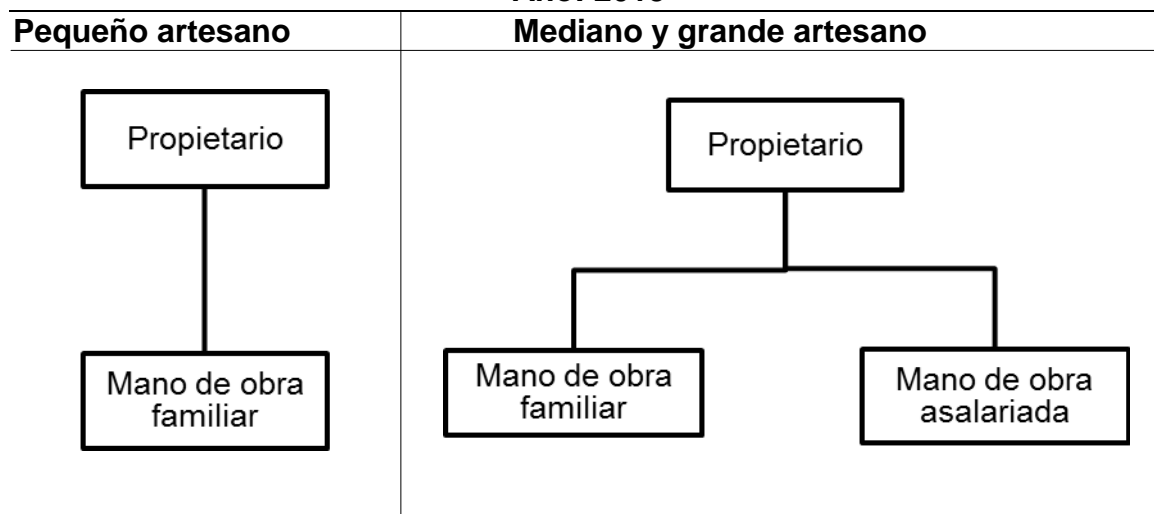 Pequeño artesano
Mediano y grande artesano
Propietario
Mano de obra
familiar
Propietario
Mano de obra
familiar
Mano de obra
asalariada